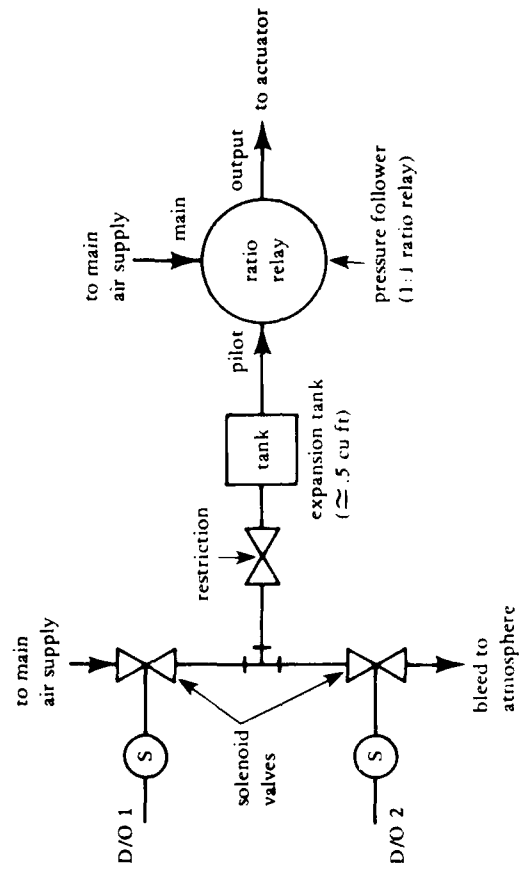 to main
air supply
D/O 1
S
solenoid
valves
D/O 2
S
bleed to
atmosphere
restriction
tank
expansion tank
(≃ .5 cu ft)
pilot
to main
air supply
main
ratio
relay
output
to actuator
pressure follower
(1:1 ratio relay)